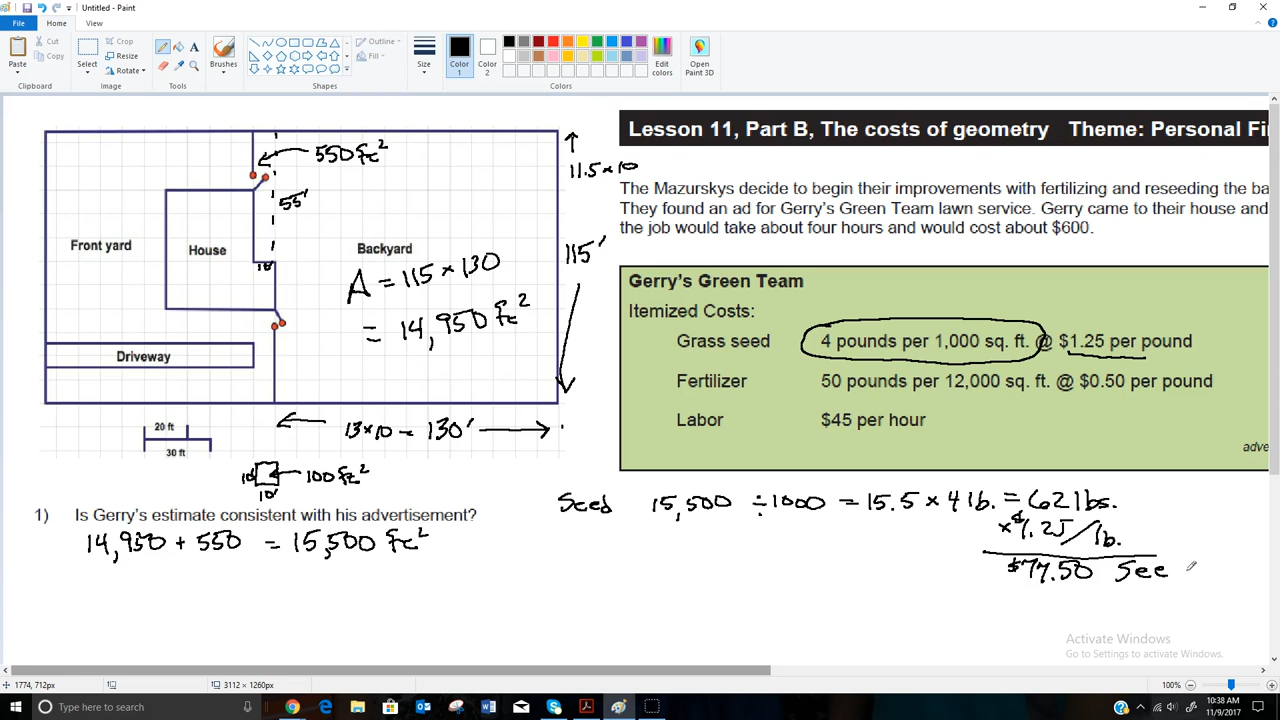 Untitled - Paint
File Home View
Paste
Cut
Copy
Clipboard
Select
Crop
Resize
Rotate
Image
A
Tools
Brushes
Shapes
Outline
Fill
Size
Color 1
Color 2
Edit colors
Open Paint 3D
Colors
550 ft²
55'
10'
Front yard
House
Backyard
A = 115 × 130
= 14,950 ft²
Driveway
11.5 × 10
115'
13×10 = 130'
20 ft
30 ft
10'
10'
100 ft²
Lesson 11, Part B, The costs of geometry Theme: Personal Fi
The Mazurskys decide to begin their improvements with fertilizing and reseeding the ba
They found an ad for Gerry's Green Team lawn service. Gerry came to their house and
the job would take about four hours and would cost about $600.
Gerry's Green Team
Itemized Costs:
Grass seed 4 pounds per 1,000 sq. ft. @ $1.25 per pound
Fertilizer 50 pounds per 12,000 sq. ft. @ $0.50 per pound
Labor $45 per hour
adve
1) Is Gerry's estimate consistent with his advertisement?
14,950 + 550 = 15,500 ft²
Seed 15,500 ÷ 1000 = 15.5 × 4 lb. = 62 lbs.
× $1.25/lb.
$77.50 See
Activate Windows
Go to Settings to activate Windows.
1774, 712px
3112 × 1260px
100%
Type here to search
10:38 AM
11/9/2017